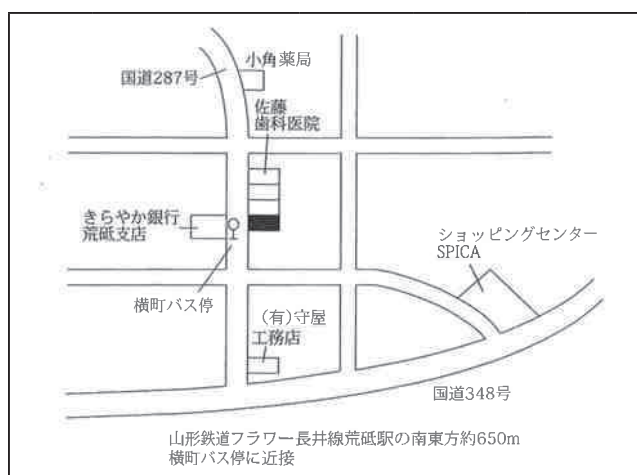 小角薬局
国道287号
佐藤
歯科医院
きらやか銀行
荒砥支店
ショッピングセンター
SPICA
横町バス停
(有)守屋
工務店
国道348号
山形鉄道フラワー長井線荒砥駅の南東方約650m
横町バス停に近接